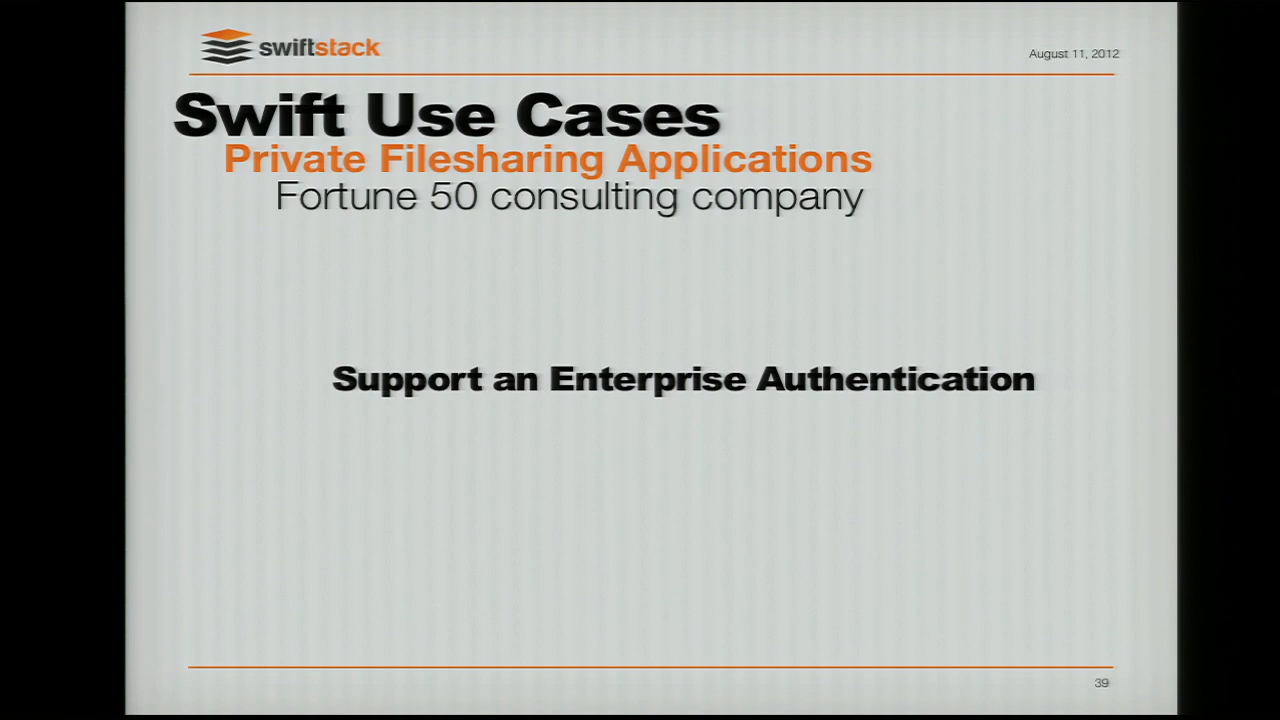 swiftstack
August 11, 2012
Swift Use Cases
Private Filesharing Applications
Fortune 50 consulting company
Support an Enterprise Authentication
39